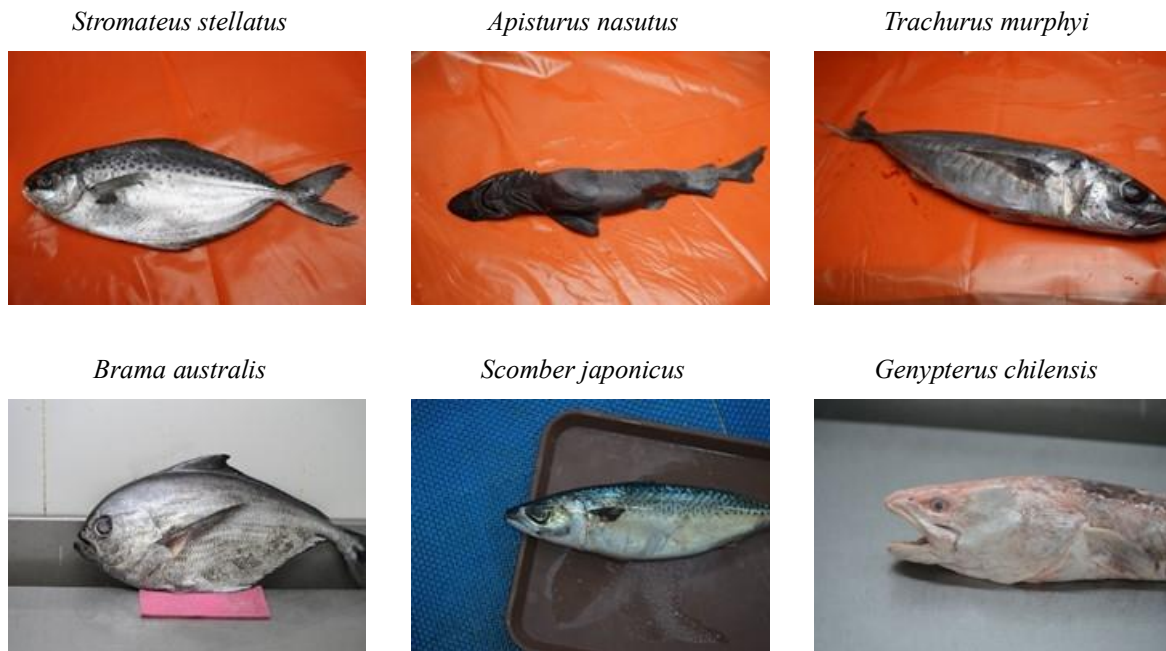 Stromateus stellatus
Apisturus nasutus
Trachurus murphyi
Brama australis
Scomber japonicus
Genypterus chilensis